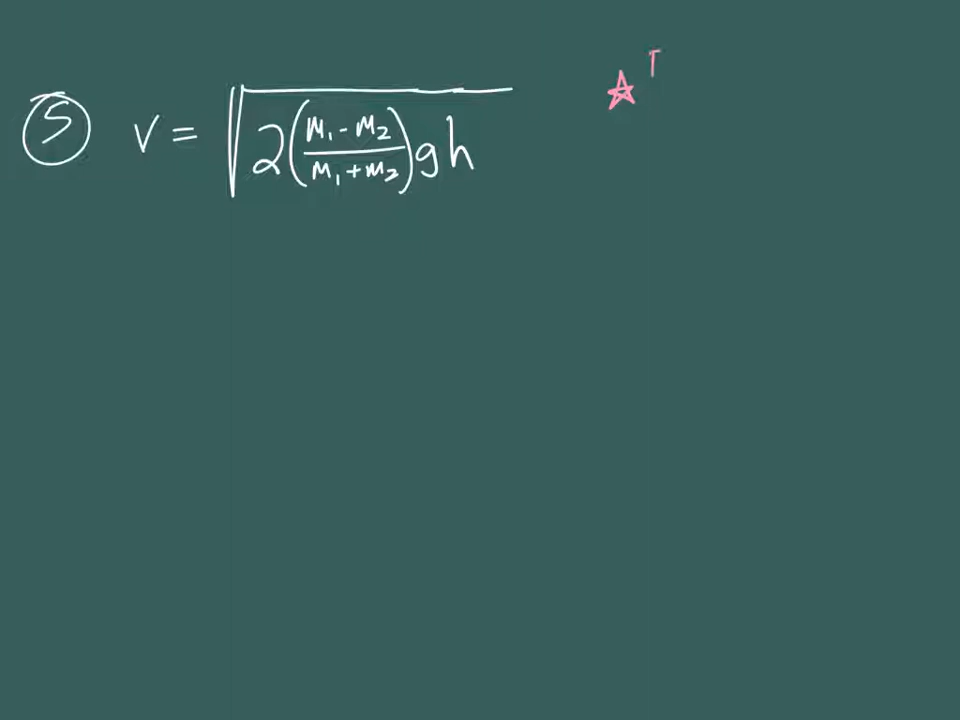 ⑤ v = √(2((M₁ - M₂)/(M₁ + M₂))gh) ☆ Γ